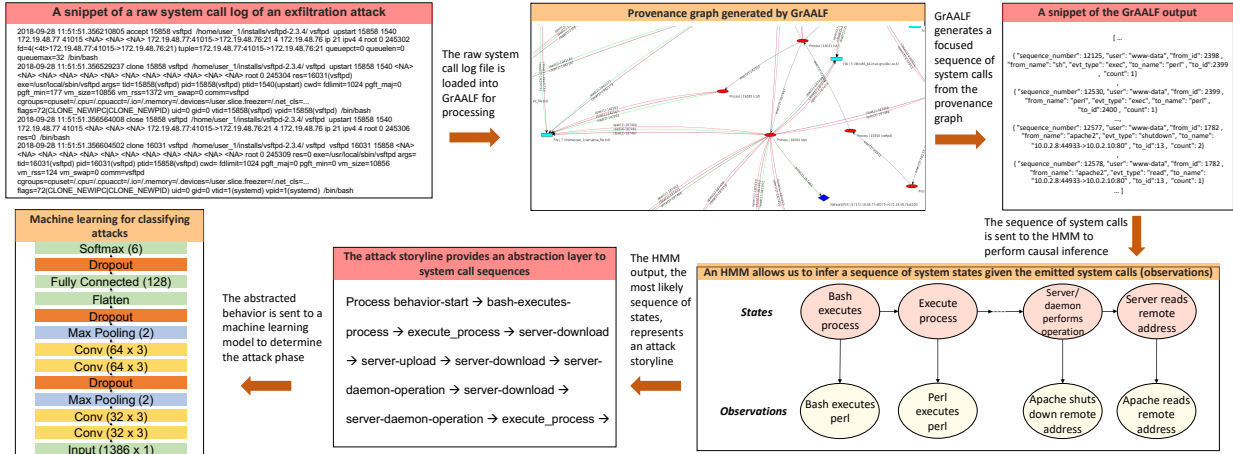 A snippet of a raw system call log of an exfiltration attack
2018-09-28 11:51:51.356210805 accept 15858 vsftpd /home/user_1/installs/vsftpd-2.3.4/ vsftpd upstart 15858 1540
172.19.48.77 41015 <NA> <NA> <NA> 172.19.48.77:41015->172.19.48.76:21 4 172.19.48.76 ip 21 ipv4 4 root 0 245302
fd=4(<4t>172.19.48.77:41015->172.19.48.76:21) tuple=172.19.48.77:41015->172.19.48.76:21 queuepct=0 queuelen=0
queuemax=32 /bin/bash
2018-09-28 11:51:51.356529237 clone 15858 vsftpd /home/user_1/installs/vsftpd-2.3.4/ vsftpd upstart 15858 1540 <NA>
<NA> <NA> <NA> <NA> <NA> <NA> <NA> <NA> <NA> <NA> root 0 245304 res=16031(vsftpd)
exe=/usr/local/sbin/vsftpd args= tid=15858(vsftpd) pid=15858(vsftpd) ptid=1540(upstart) cwd= fdlimit=1024 pgft_maj=0
pgft_min=177 vm_size=10856 vm_rss=1372 vm_swap=0 comm=vsftpd
cgroups=cpuset=/.cpu=/.cpuacct=/.io=/.memory=/.devices=/user.slice.freezer=/.net_cls=...
flags=72(CLONE_NEWIPC|CLONE_NEWPID) uid=0 gid=0 vtid=15858(vsftpd) vpid=15858(vsftpd) /bin/bash
2018-09-28 11:51:51.356564008 close 15858 vsftpd /home/user_1/installs/vsftpd-2.3.4/ vsftpd upstart 15858 1540
172.19.48.77 41015 <NA> <NA> <NA> 172.19.48.77:41015->172.19.48.76:21 4 172.19.48.76 ip 21 ipv4 4 root 0 245306
res=0 /bin/bash
2018-09-28 11:51:51.356604502 clone 16031 vsftpd /home/user_1/installs/vsftpd-2.3.4/ vsftpd vsftpd 16031 15858 <NA>
<NA> <NA> <NA> <NA> <NA> <NA> <NA> <NA> <NA> <NA> root 0 245309 res=0 exe=/usr/local/sbin/vsftpd args=
tid=16031(vsftpd) pid=16031(vsftpd) ptid=15858(vsftpd) cwd= fdlimit=1024 pgft_maj=0 pgft_min=0 vm_size=10856
vm_rss=124 vm_swap=0 comm=vsftpd
cgroups=cpuset=/.cpu=/.cpuacct=/.io=/.memory=/.devices=/user.slice.freezer=/.net_cls=...
flags=72(CLONE_NEWIPC|CLONE_NEWPID) uid=0 gid=0 vtid=1(systemd) vpid=1(systemd) /bin/bash
The raw system
call log file is
loaded into
GrAALF for
processing
Provenance graph generated by GrAALF
GrAALF
generates a
focused
sequence of
system calls
from the
provenance
graph
A snippet of the GrAALF output
[ ...
{"sequence_number": 12125, "user": "www-data", "from_id": 2398 ,
"from_name": "sh", "evt_type": "exec", "to_name": "perl", "to_id":2399
, "count": 1}
...,
{"sequence_number": 12530, "user": "www-data", "from_id": 2399
, "from_name": "perl", "evt_type": "exec", "to_name": "perl" ,
"to_id":2400 , "count": 1}
...,
{"sequence_number": 12577, "user": "www-data", "from_id": 1782
,"from_name": "apache2", "evt_type": "shutdown", "to_name":
"10.0.2.8:44933->10.0.2.10:80" , "to_id":13 , "count": 2}
...,
{"sequence_number": 12578, "user": "www-data", "from_id": 1782
, "from_name": "apache2", "evt_type": "read", "to_name":
"10.0.2.8:44933->10.0.2.10:80" , "to_id":13 , "count": 1}
... ]
The sequence of system calls
is sent to the HMM to
perform causal inference
An HMM allows us to infer a sequence of system states given the emitted system calls (observations)
States
Bash
executes
process
Execute
process
Server/
daemon
performs
operation
Server reads
remote
address
Observations
Bash executes
perl
Perl
executes
perl
Apache shuts
down remote
address
Apache reads
remote
address
The HMM
output, the
most likely
sequence of
states,
represents
an attack
storyline
The attack storyline provides an abstraction layer to
system call sequences
Process behavior-start → bash-executes-
process → execute_process → server-download
→ server-upload → server-download → server-
daemon-operation → server-download →
server-daemon-operation → execute_process →
The abstracted
behavior is sent to a
machine learning
model to determine
the attack phase
Machine learning for classifying
attacks
Softmax (6)
Dropout
Fully Connected (128)
Flatten
Dropout
Max Pooling (2)
Conv (64 x 3)
Conv (64 x 3)
Dropout
Max Pooling (2)
Conv (32 x 3)
Conv (32 x 3)
Input (1386 x 1)